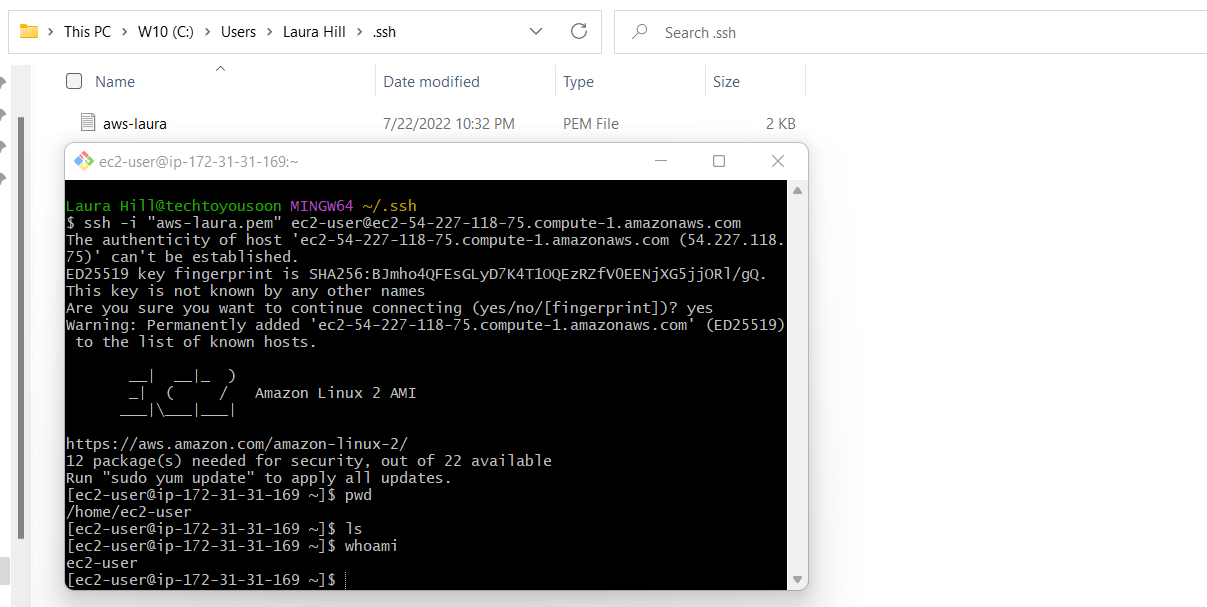 This PC > W10 (C:) > Users > Laura Hill > .ssh
Search .ssh
Name Date modified Type Size
aws-laura 7/22/2022 10:32 PM PEM File 2 KB
ec2-user@ip-172-31-31-169:~
Laura Hill@techtoyousoon MINGW64 ~/.ssh
$ ssh -i "aws-laura.pem" ec2-user@ec2-54-227-118-75.compute-1.amazonaws.com
The authenticity of host 'ec2-54-227-118-75.compute-1.amazonaws.com (54.227.118.
75)' can't be established.
ED25519 key fingerprint is SHA256:BJmho4QFEsGLyD7K4T1OQEzRZfVOEENjXG5jjORl/gQ.
This key is not known by any other names
Are you sure you want to continue connecting (yes/no/[fingerprint])? yes
Warning: Permanently added 'ec2-54-227-118-75.compute-1.amazonaws.com' (ED25519)
 to the list of known hosts.
       __|  __|_  )
       _|  (     /   Amazon Linux 2 AMI
      ___|\___|___|
https://aws.amazon.com/amazon-linux-2/
12 package(s) needed for security, out of 22 available
Run "sudo yum update" to apply all updates.
[ec2-user@ip-172-31-31-169 ~]$ pwd
/home/ec2-user
[ec2-user@ip-172-31-31-169 ~]$ ls
[ec2-user@ip-172-31-31-169 ~]$ whoami
ec2-user
[ec2-user@ip-172-31-31-169 ~]$